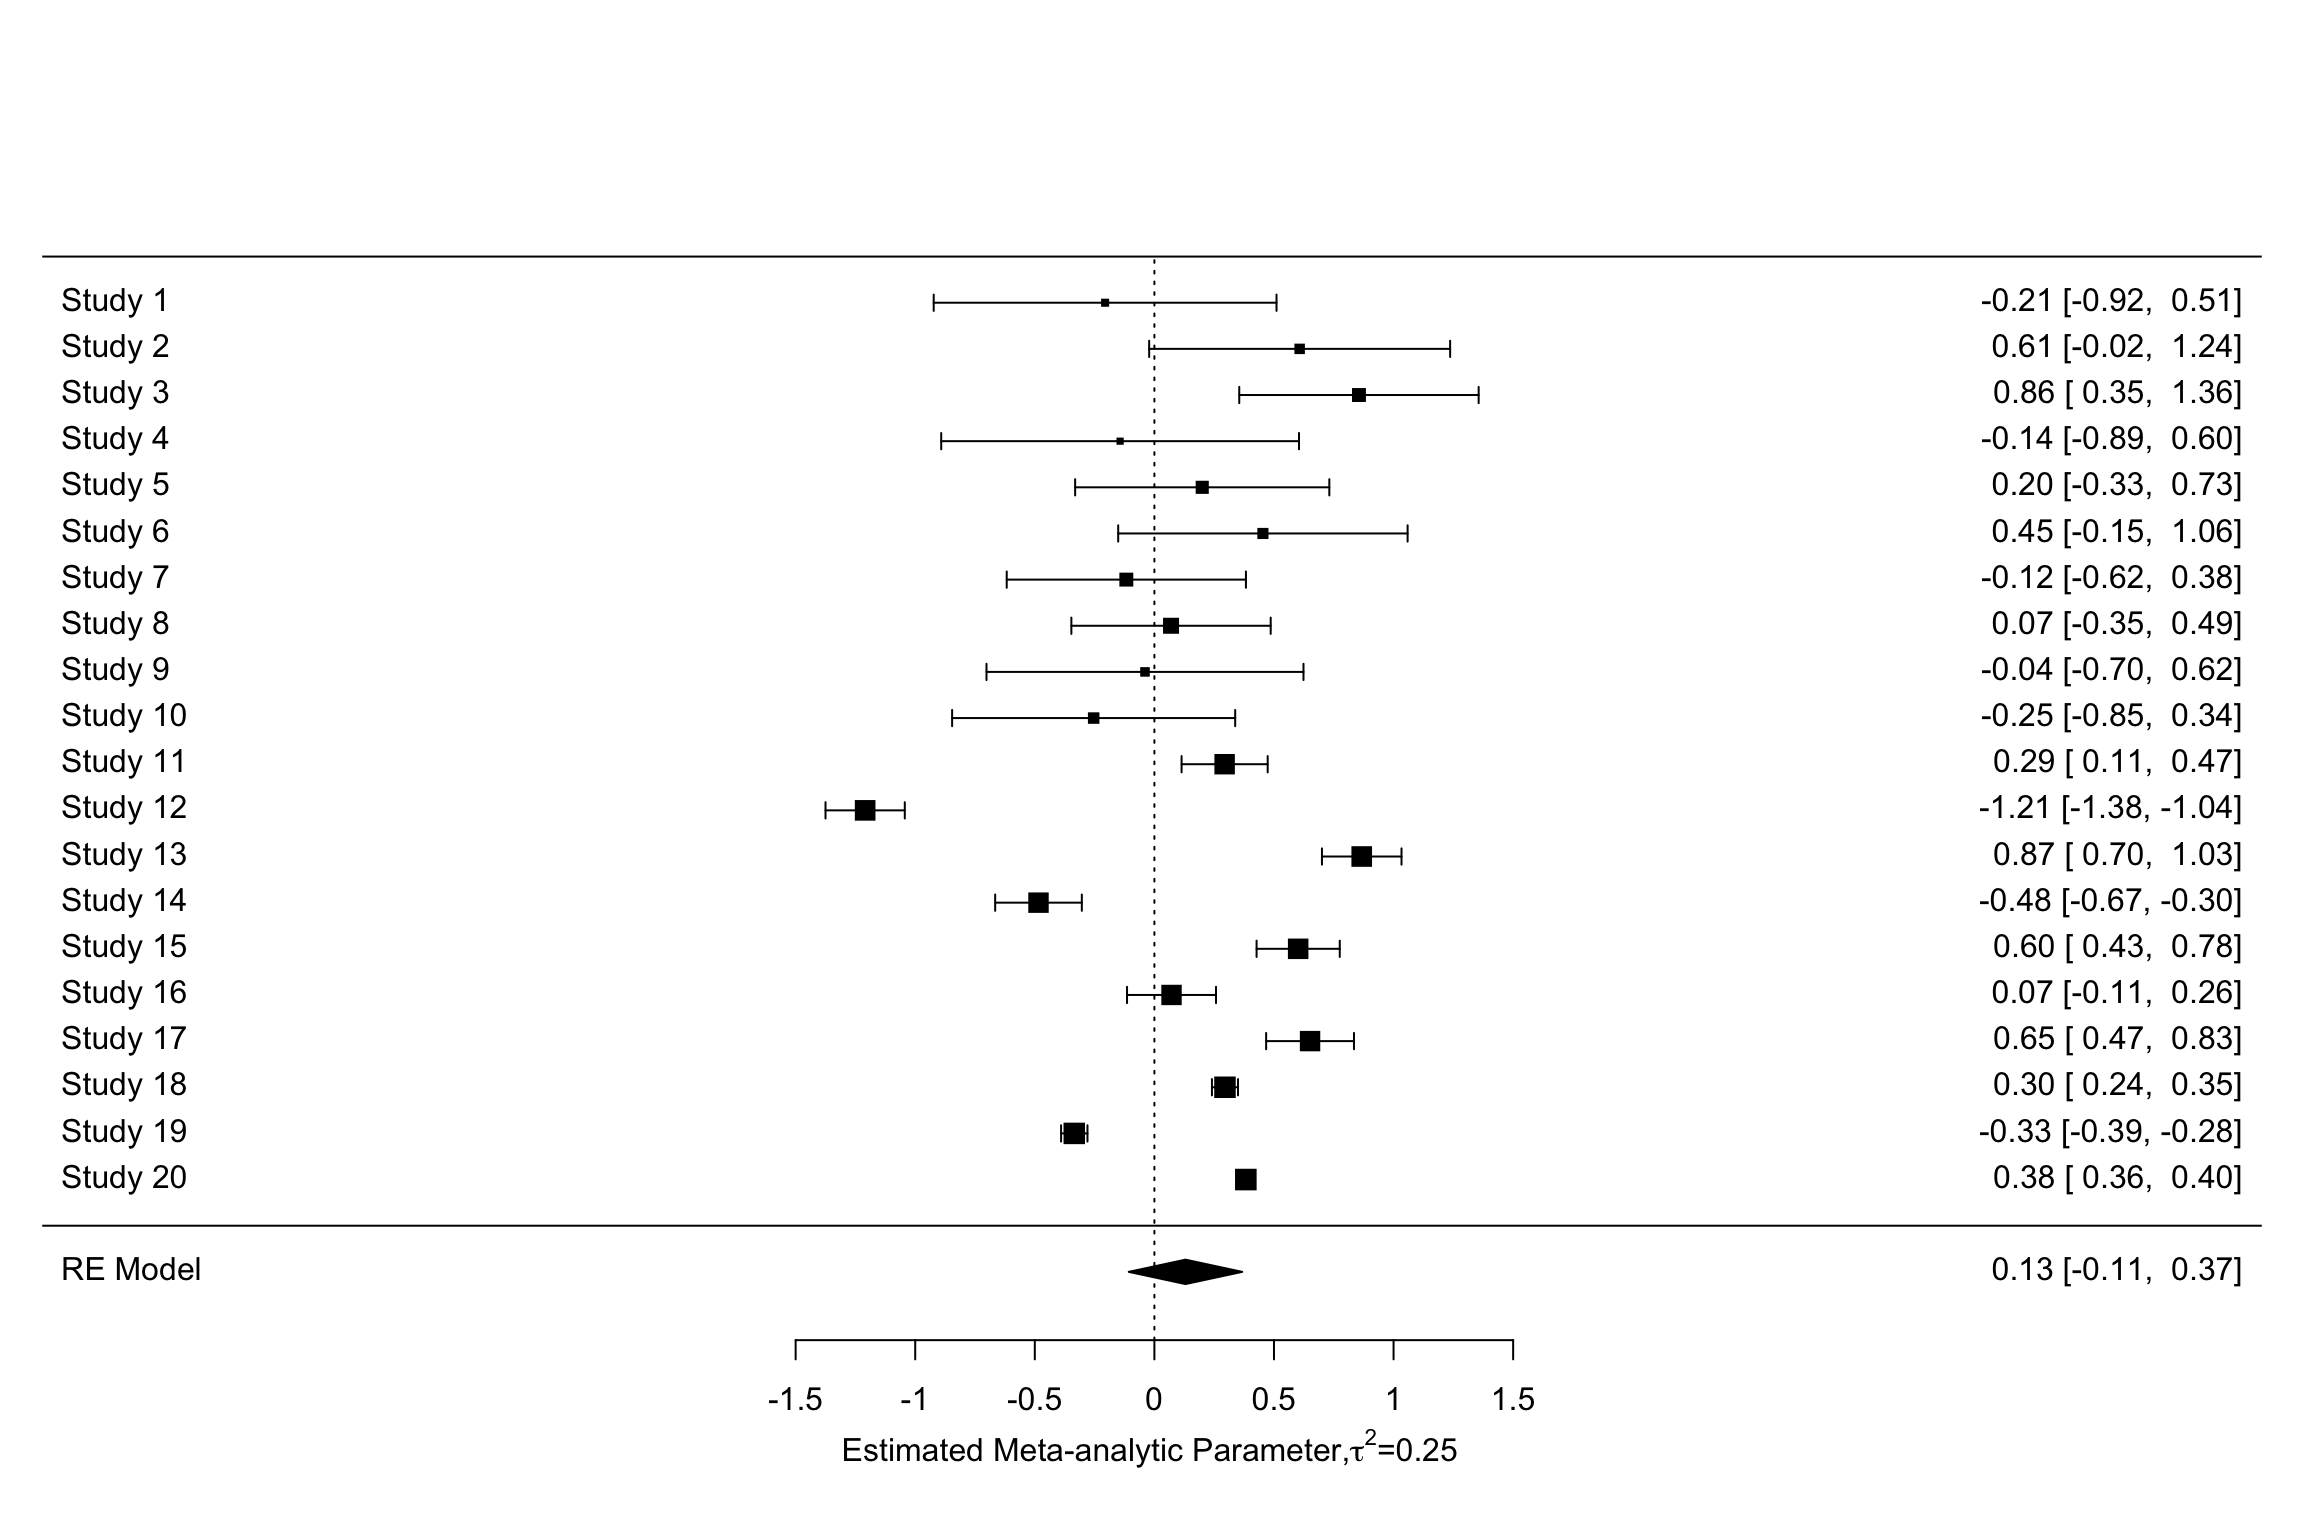 Study 1 -0.21 [-0.92, 0.51]
Study 2 0.61 [-0.02, 1.24]
Study 3 0.86 [ 0.35, 1.36]
Study 4 -0.14 [-0.89, 0.60]
Study 5 0.20 [-0.33, 0.73]
Study 6 0.45 [-0.15, 1.06]
Study 7 -0.12 [-0.62, 0.38]
Study 8 0.07 [-0.35, 0.49]
Study 9 -0.04 [-0.70, 0.62]
Study 10 -0.25 [-0.85, 0.34]
Study 11 0.29 [ 0.11, 0.47]
Study 12 -1.21 [-1.38, -1.04]
Study 13 0.87 [ 0.70, 1.03]
Study 14 -0.48 [-0.67, -0.30]
Study 15 0.60 [ 0.43, 0.78]
Study 16 0.07 [-0.11, 0.26]
Study 17 0.65 [ 0.47, 0.83]
Study 18 0.30 [ 0.24, 0.35]
Study 19 -0.33 [-0.39, -0.28]
Study 20 0.38 [ 0.36, 0.40]
RE Model 0.13 [-0.11, 0.37]
-1.5 -1 -0.5 0 0.5 1 1.5
Estimated Meta-analytic Parameter,τ²=0.25